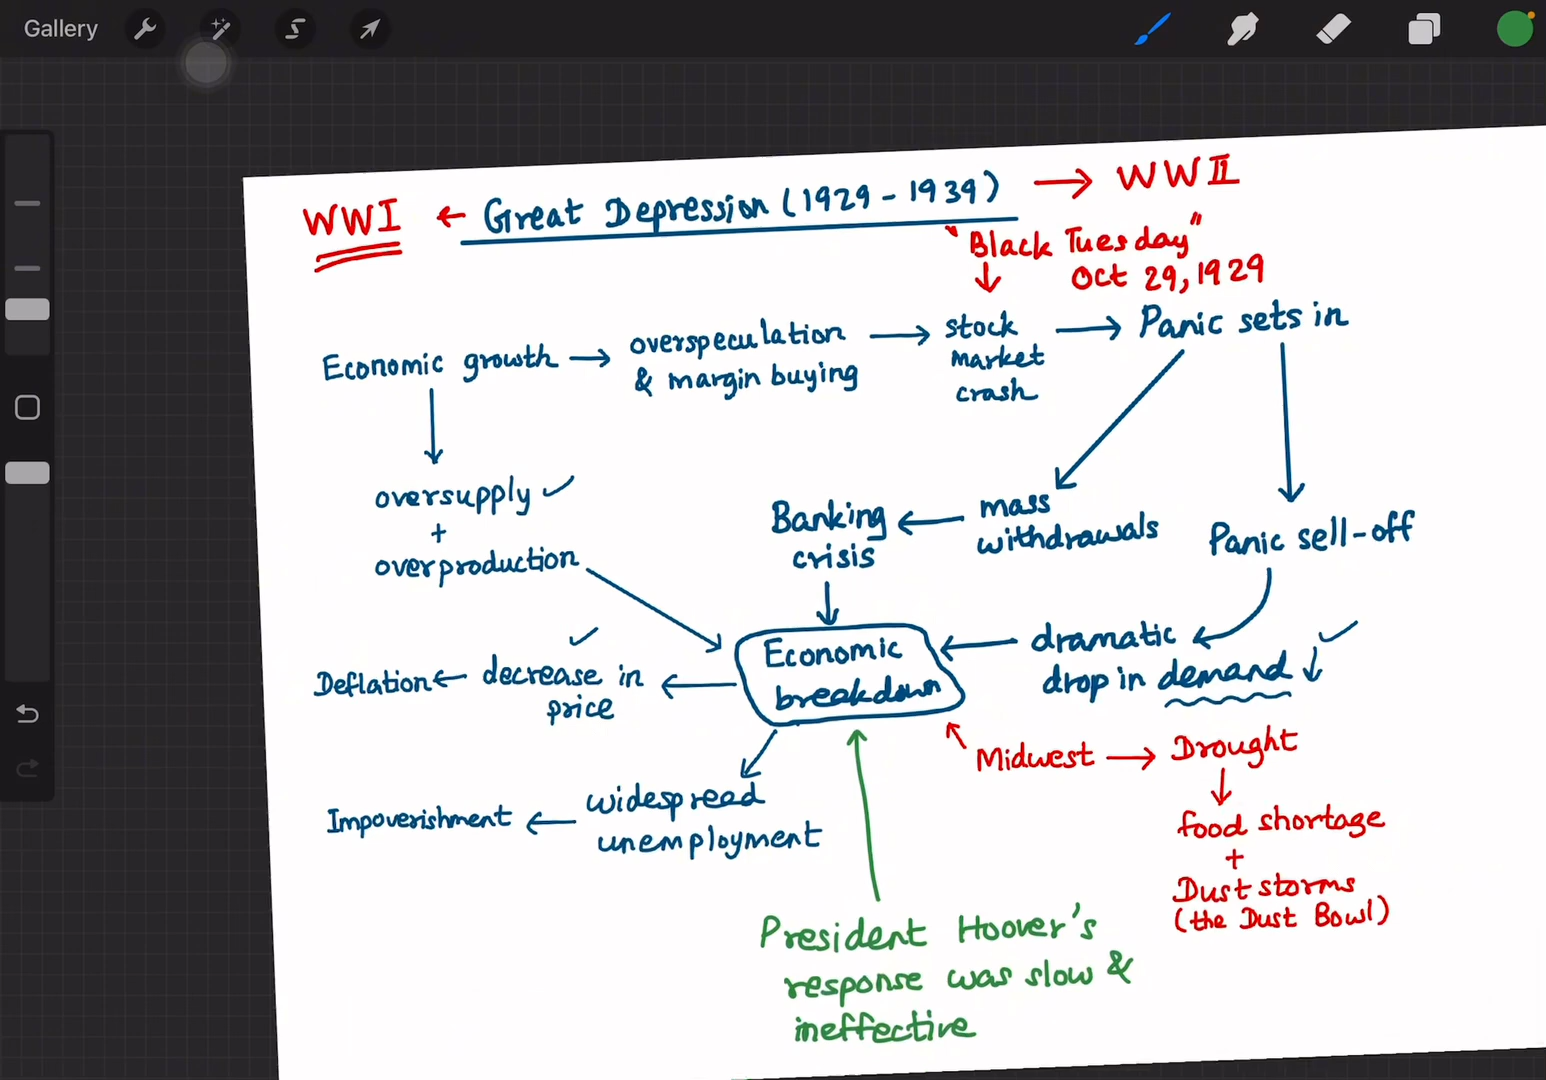 Gallery
WWI ← Great Depression (1929 - 1939) → WWII
"Black Tuesday"
Oct 29, 1929
Economic growth → overspeculation
& margin buying → stock
market
crash → Panic sets in
oversupply ✓
+
overproduction
Banking
crisis ← mass
withdrawals
Panic sell-off
Economic
breakdown
dramatic
drop in demand ↓ ✓
Deflation ← decrease in
price
Impoverishment ← widespread
unemployment
Midwest → Drought
food shortage
+
Dust storms
(the Dust Bowl)
President Hoover's
response was slow &
ineffective